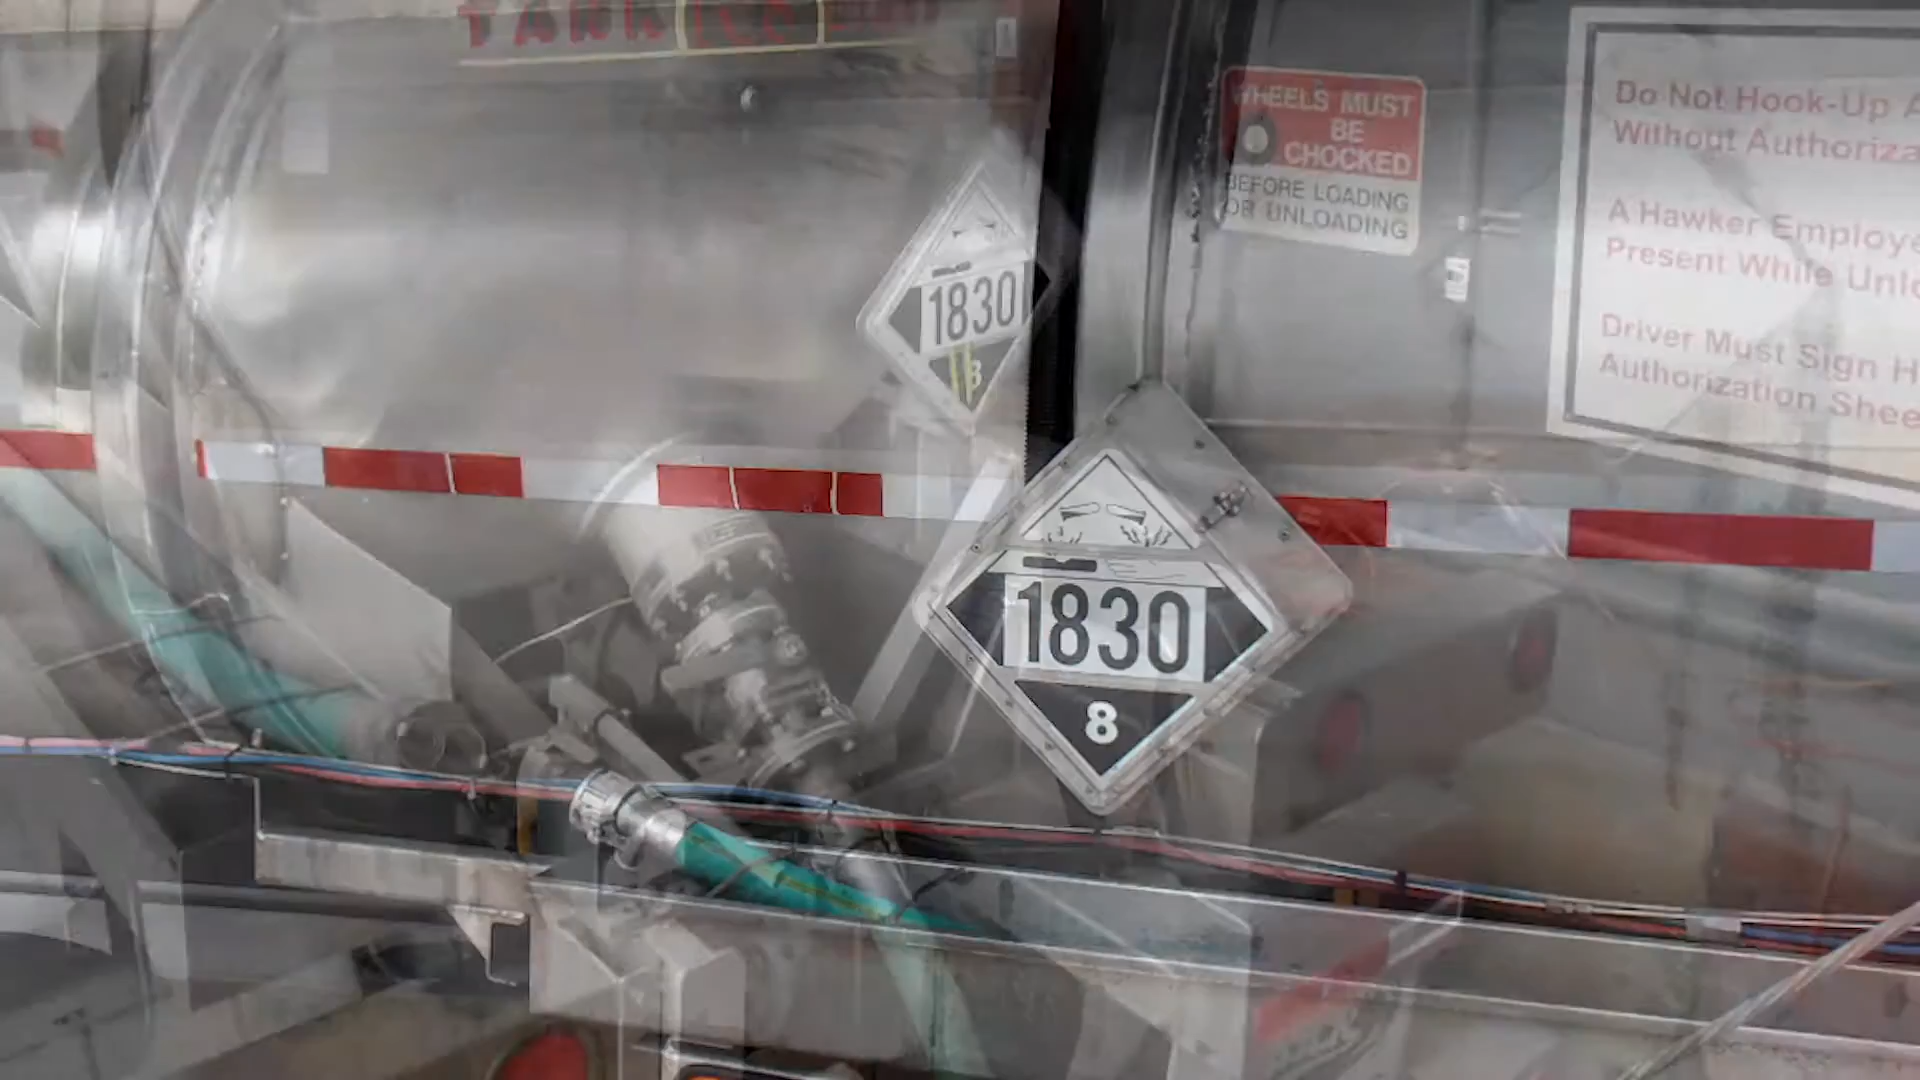 WHEELS MUST
BE
CHOCKED
BEFORE LOADING
OR UNLOADING
Do Not Hook-Up
Without
A Hawker
Present While
Driver Must Sign
Authorization
1830
8
1830
8